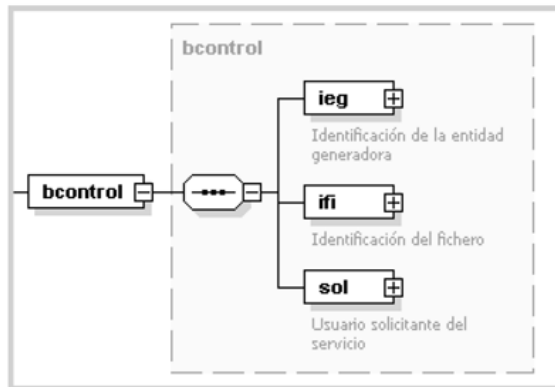 bcontrol
ieg
Identificación de la entidad
generadora
bcontrol
ifi
Identificación del fichero
sol
Usuario solicitante del
servicio